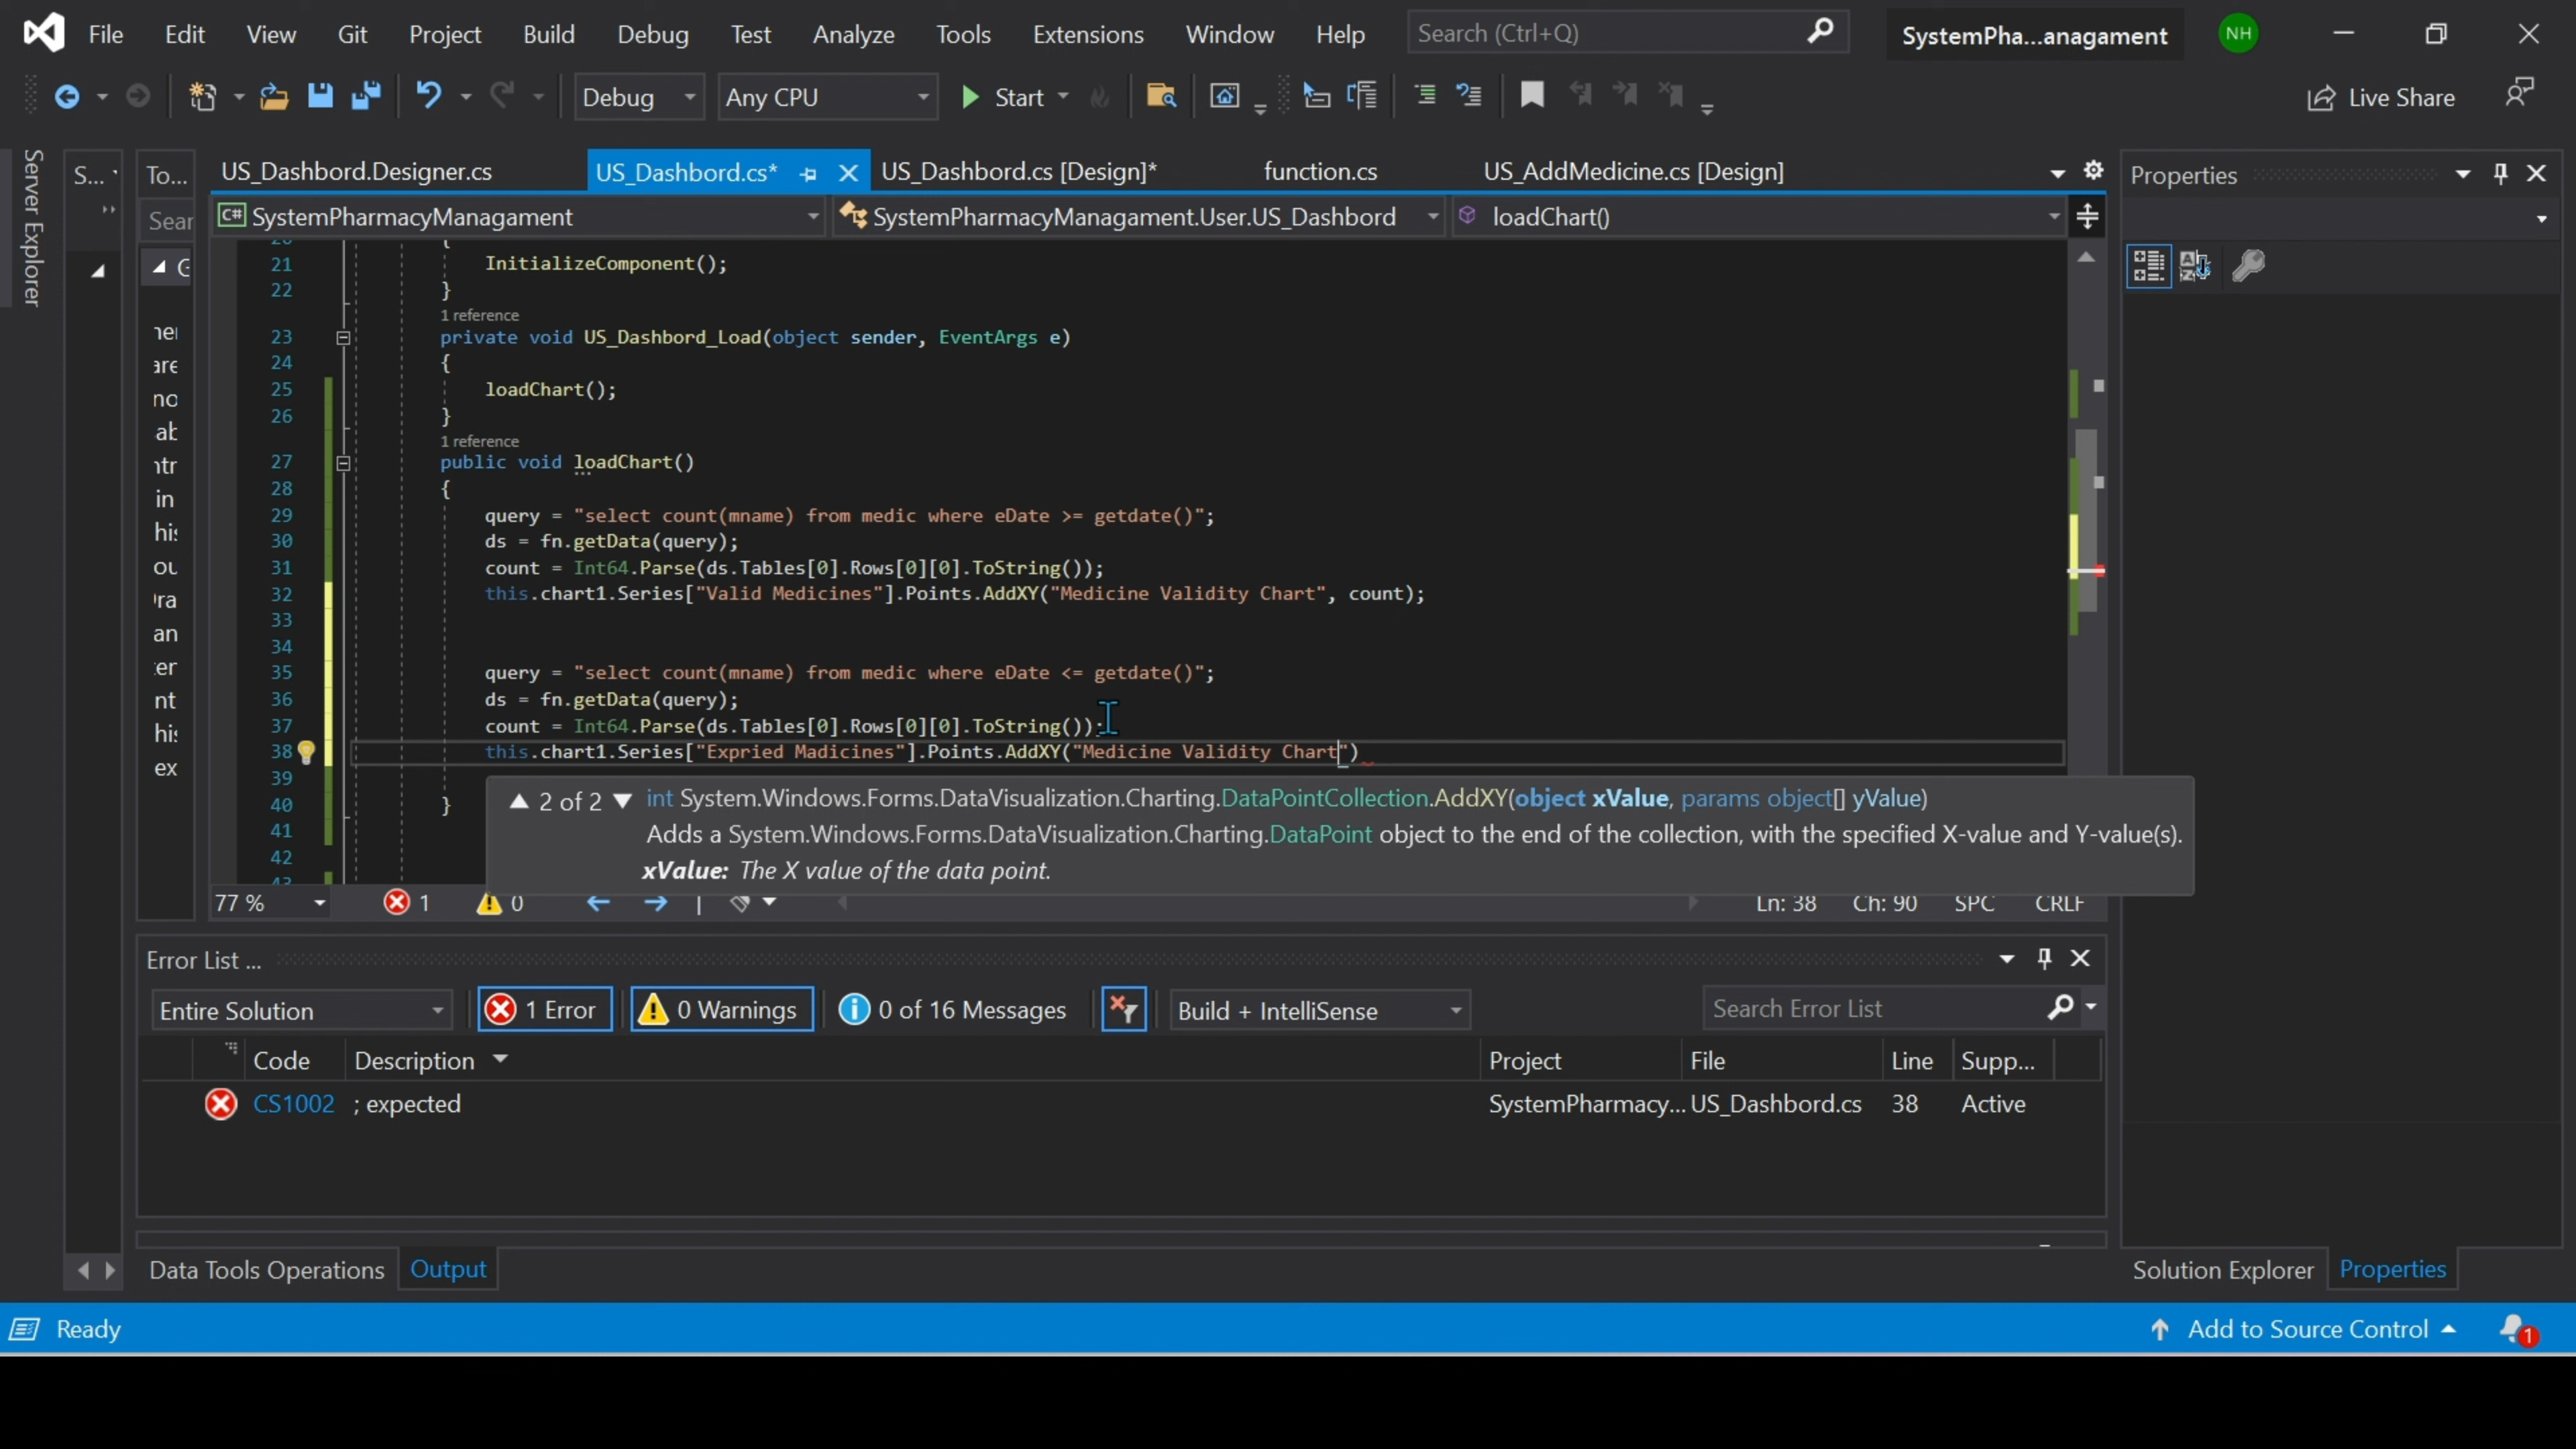 File Edit View Git Project Build Debug Test Analyze Tools Extensions Window Help Search (Ctrl+Q) SystemPha...anagament NH
Debug Any CPU Start Live Share
Server Explorer
S...
To...
US_Dashbord.Designer.cs US_Dashbord.cs* US_Dashbord.cs [Design]* function.cs US_AddMedicine.cs [Design] Properties
Sear
C# SystemPharmacyManagament SystemPharmacyManagament.User.US_Dashbord loadChart()
21 InitializeComponent();
22 }
1 reference
23 private void US_Dashbord_Load(object sender, EventArgs e)
24 {
25 loadChart();
26 }
1 reference
27 public void loadChart()
28 {
29 query = "select count(mname) from medic where eDate >= getdate()";
30 ds = fn.getData(query);
31 count = Int64.Parse(ds.Tables[0].Rows[0][0].ToString());
32 this.chart1.Series["Valid Medicines"].Points.AddXY("Medicine Validity Chart", count);
33
34
35 query = "select count(mname) from medic where eDate <= getdate()";
36 ds = fn.getData(query);
37 count = Int64.Parse(ds.Tables[0].Rows[0][0].ToString());
38 this.chart1.Series["Expried Madicines"].Points.AddXY("Medicine Validity Chart")
39
40 }
41
42
2 of 2 int System.Windows.Forms.DataVisualization.Charting.DataPointCollection.AddXY(object xValue, params object[] yValue)
Adds a System.Windows.Forms.DataVisualization.Charting.DataPoint object to the end of the collection, with the specified X-value and Y-value(s).
xValue: The X value of the data point.
77 % 1 0 Ln: 38 Ch: 90 SPC CRLF
Error List ...
Entire Solution 1 Error 0 Warnings 0 of 16 Messages Build + IntelliSense Search Error List
Code Description Project File Line Supp...
CS1002 ; expected SystemPharmacy... US_Dashbord.cs 38 Active
Data Tools Operations Output Solution Explorer Properties
Ready Add to Source Control 1